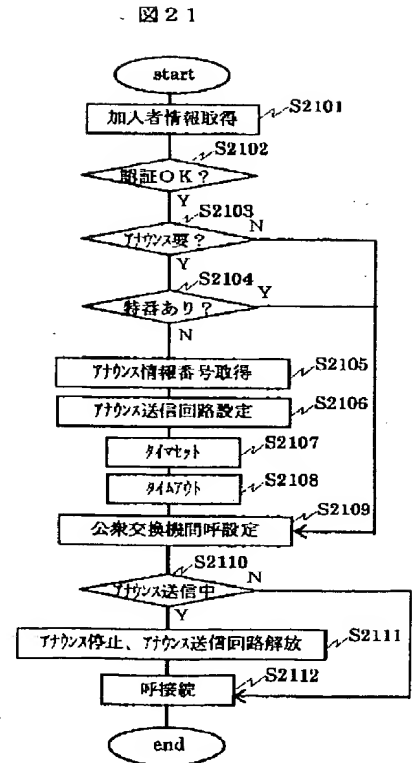 図21
start
加入者情報取得 S2101
S2102
認証OK?
Y S2103 N
アナウンス要?
Y S2104 Y
特番あり?
N
アナウンス情報番号取得 S2105
アナウンス送信回路設定 S2106
タイマセット S2107
タイムアウト S2108
公衆交換機間呼設定 S2109
S2110 N
アナウンス送信中
Y
アナウンス停止、アナウンス送信回路解放 S2111
呼接続 S2112
end